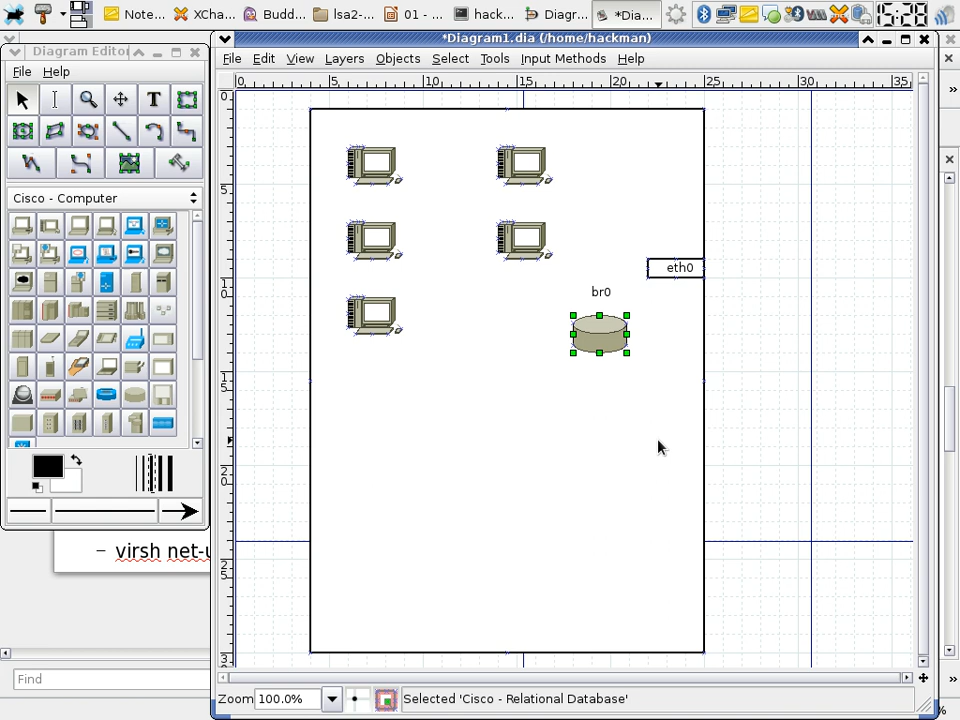 Note...
XCha...
Budd...
lsa2-...
01 - ...
hack...
Diagr...
*Dia...
15:28
Diagram Editor
File Help
Cisco - Computer
*Diagram1.dia (/home/hackman)
File Edit View Layers Objects Select Tools Input Methods Help
0 5 10 15 20 25 30 35
eth0
br0
– virsh net-u
Find
Zoom 100.0% Selected 'Cisco - Relational Database'